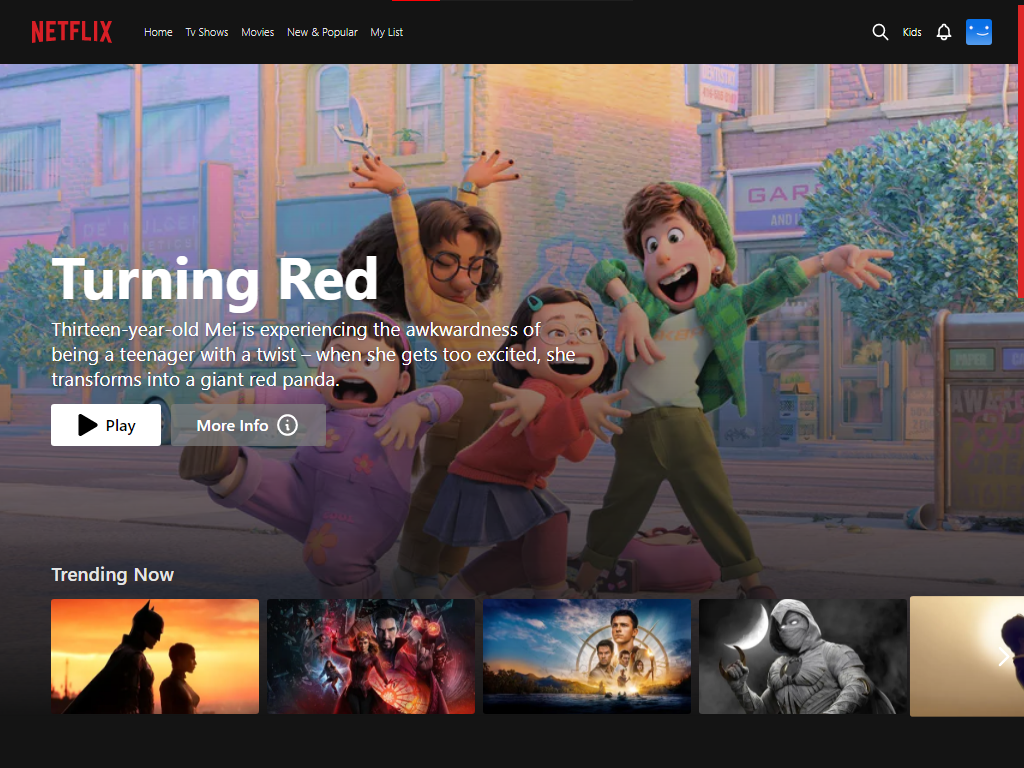 NETFLIX
Home Tv Shows Movies New & Popular My List
Kids
Turning Red
Thirteen-year-old Mei is experiencing the awkwardness of
being a teenager with a twist – when she gets too excited, she
transforms into a giant red panda.
Play More Info
Trending Now